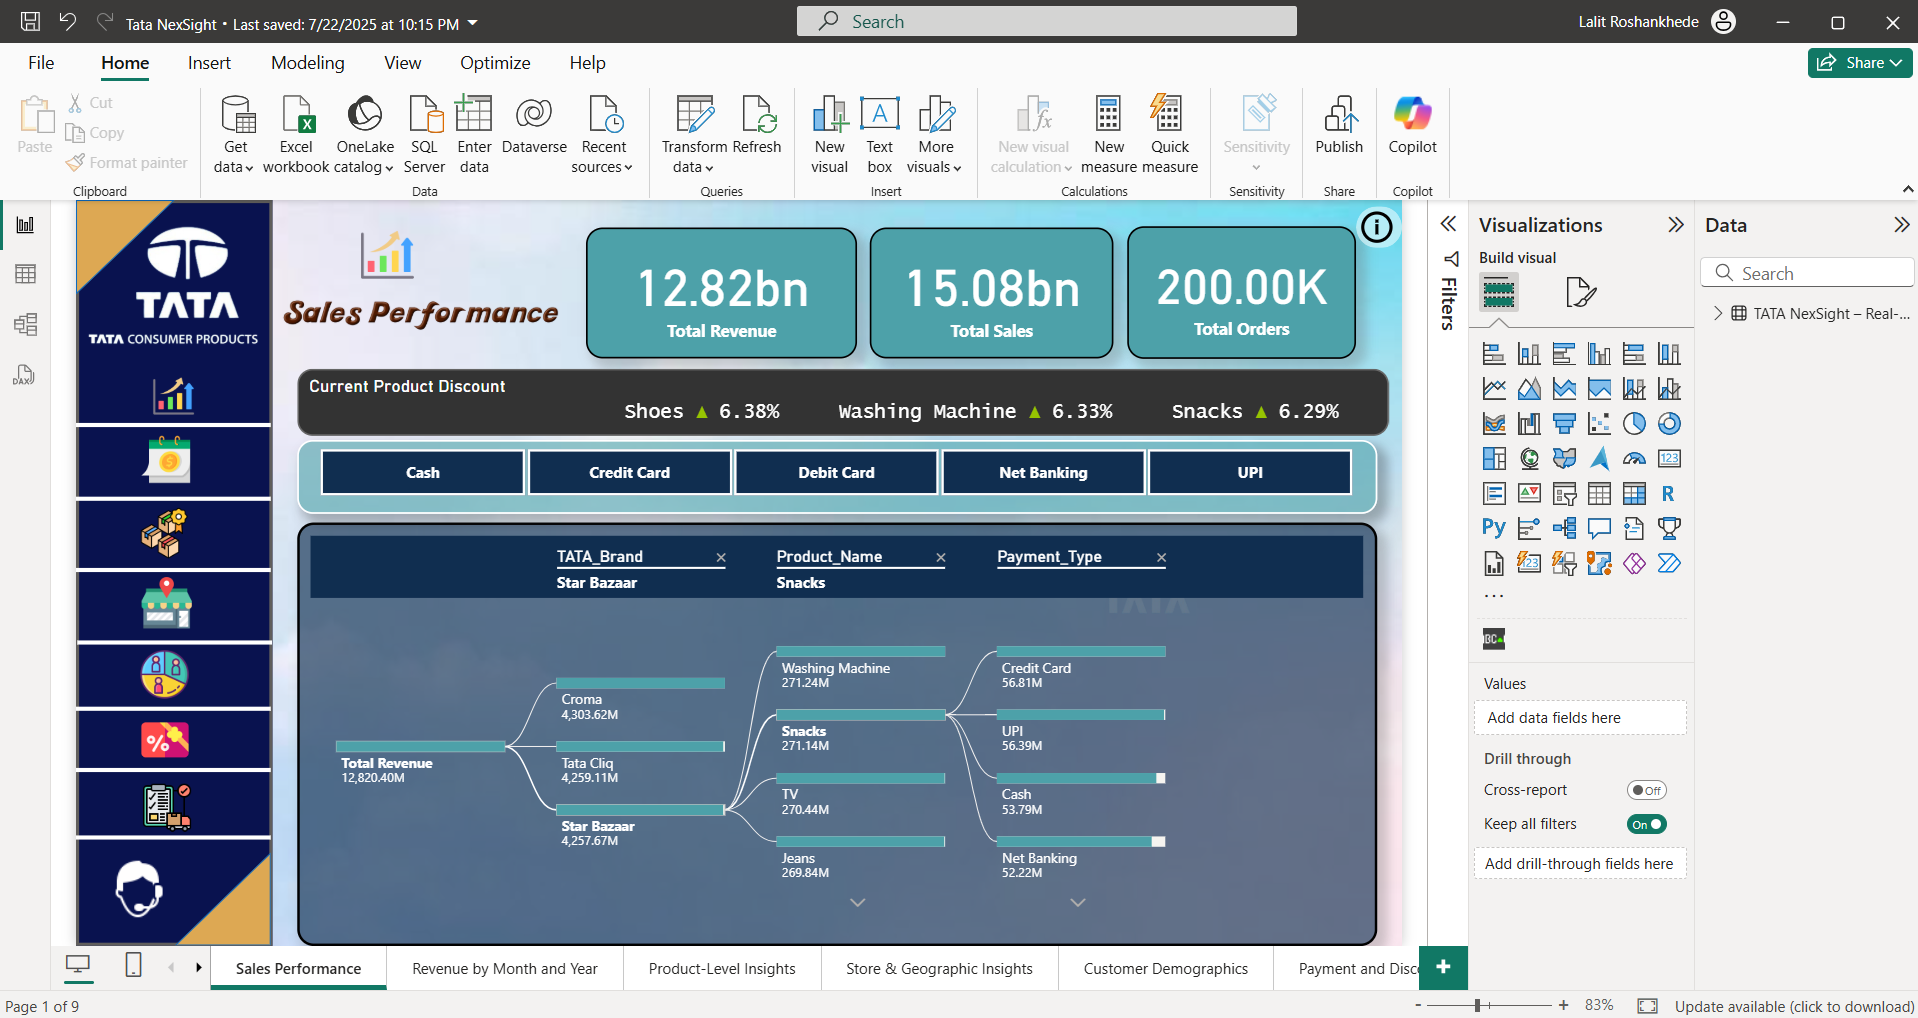 Tata NexSight • Last saved: 7/22/2025 at 10:15 PM
Search
Lalit Roshankhede
File
Home
Insert
Modeling
View
Optimize
Help
Share
Paste
Cut
Copy
Format painter
Clipboard
Get data
Excel workbook
OneLake catalog
SQL Server
Enter data
Dataverse
Recent sources
Data
Transform data
Refresh
Queries
New visual
Text box
More visuals
Insert
New visual calculation
New measure
Quick measure
Calculations
Sensitivity
Sensitivity
Publish
Share
Copilot
Copilot
TATA
TATA CONSUMER PRODUCTS
Sales Performance
12.82bn
Total Revenue
15.08bn
Total Sales
200.00K
Total Orders
Current Product Discount
Shoes ▲ 6.38%
Washing Machine ▲ 6.33%
Snacks ▲ 6.29%
Cash
Credit Card
Debit Card
Net Banking
UPI
TATA_Brand
Star Bazaar
Product_Name
Snacks
Payment_Type
TATA
Total Revenue
12,820.40M
Croma
4,303.62M
Tata Cliq
4,259.11M
Star Bazaar
4,257.67M
Washing Machine
271.24M
Snacks
271.14M
TV
270.44M
Jeans
269.84M
Credit Card
56.81M
UPI
56.39M
Cash
53.79M
Net Banking
52.22M
Filters
Visualizations
Build visual
123
R
Py
123
...
BC
Values
Add data fields here
Drill through
Cross-report
Off
Keep all filters
On
Add drill-through fields here
Data
Search
TATA NexSight – Real-...
DAX
Sales Performance
Revenue by Month and Year
Product-Level Insights
Store & Geographic Insights
Customer Demographics
Payment and Disc
Page 1 of 9
- + 83%
Update available (click to download)